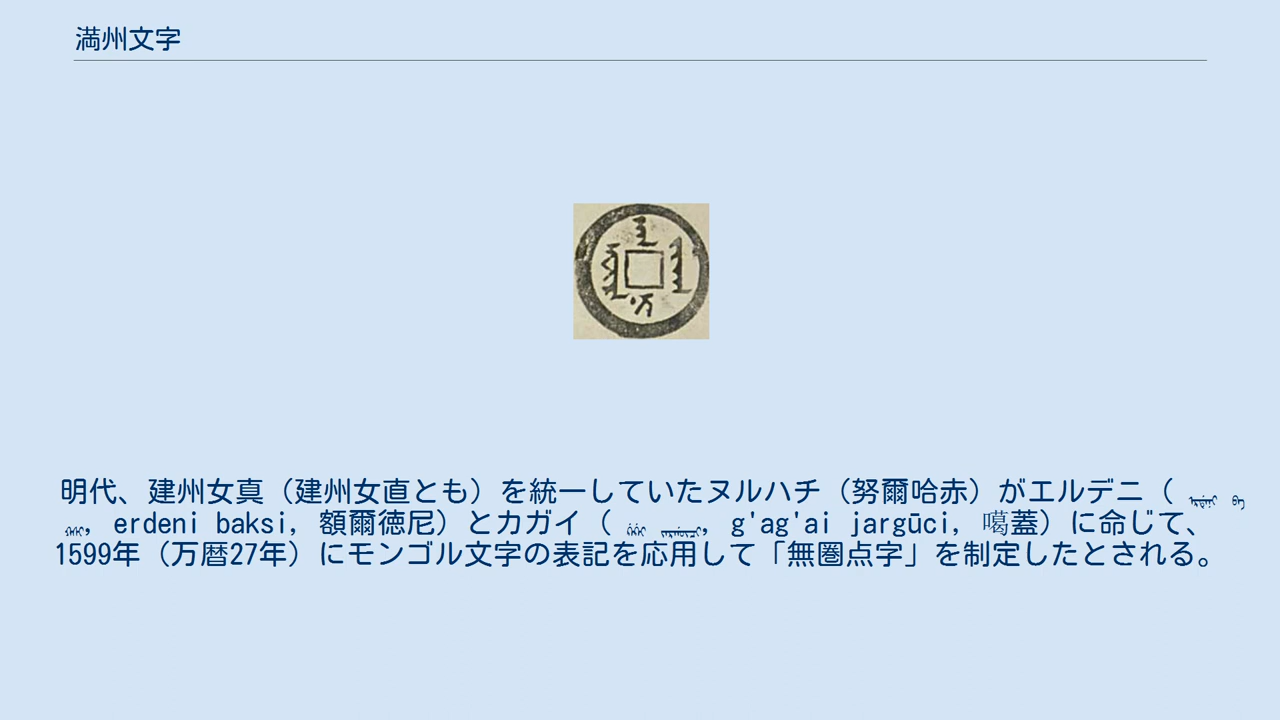 満州文字
明代、建州女真（建州女直とも）を統一していたヌルハチ（努爾哈赤）がエルデニ（
, erdeni baksi, 額爾徳尼）とカガイ（ , g'ag'ai jargūci, 噶蓋）に命じて、
1599年（万暦27年）にモンゴル文字の表記を応用して「無圏点字」を制定したとされる。